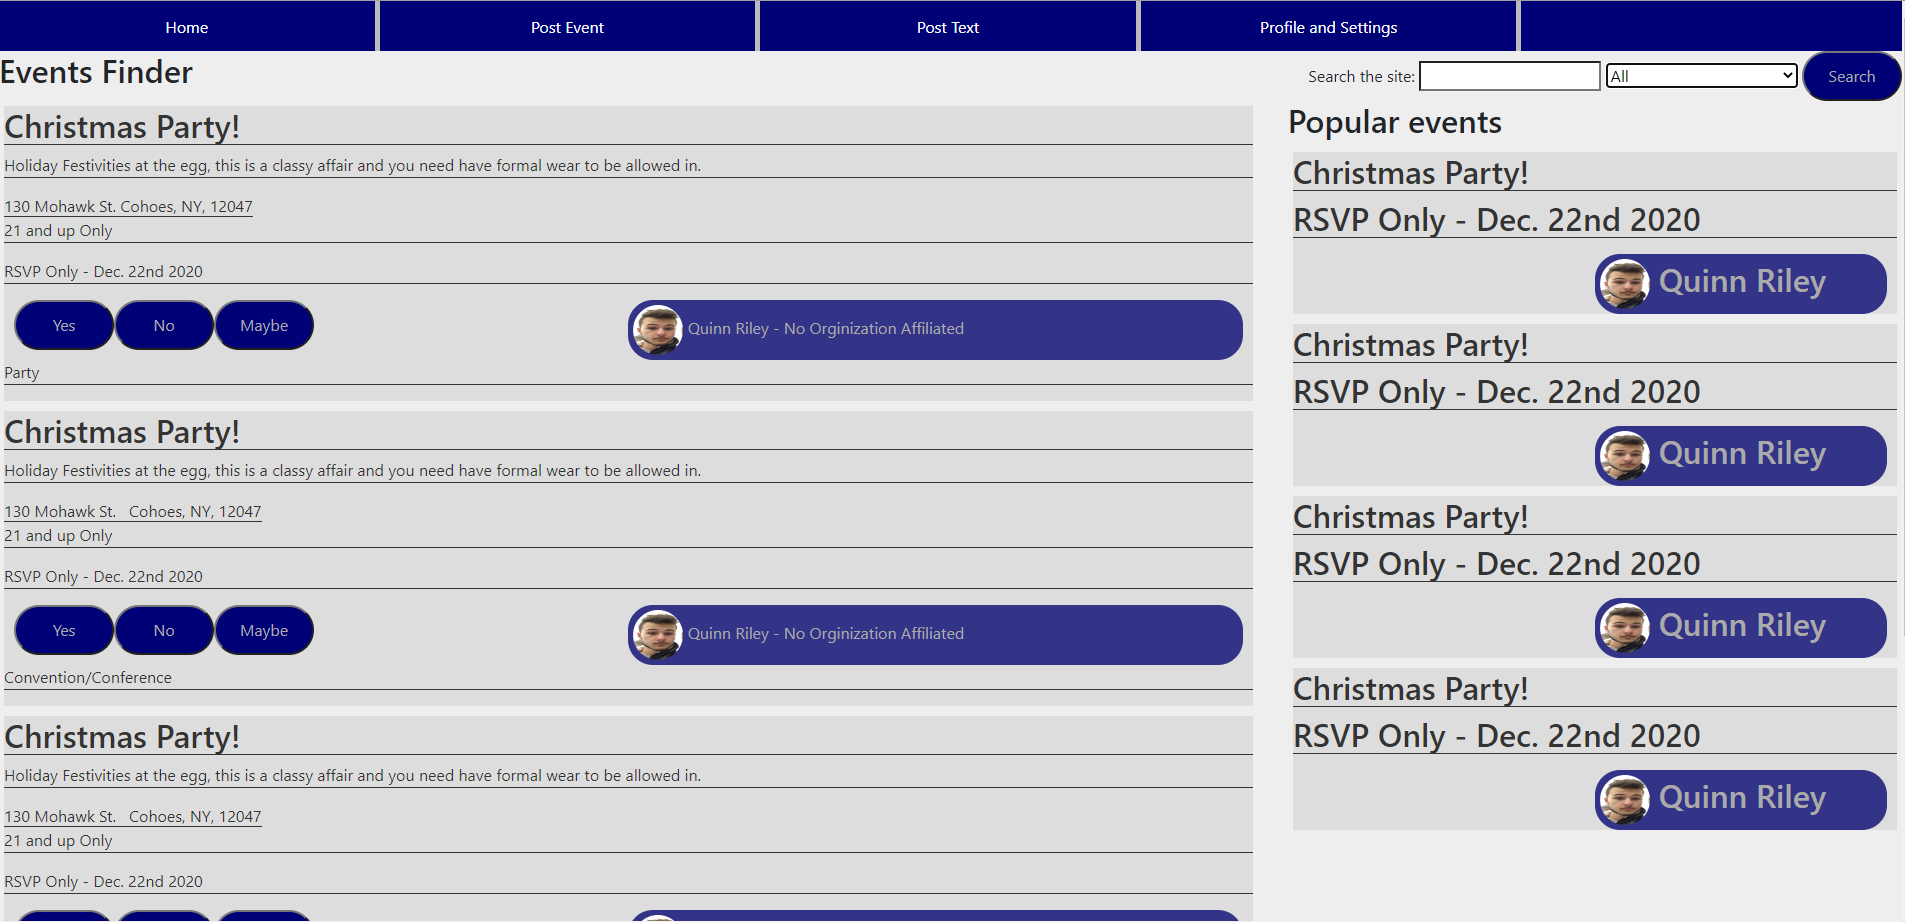 Home
Post Event
Post Text
Profile and Settings
Events Finder
Search the site:
All
Search
Christmas Party!
Holiday Festivities at the egg, this is a classy affair and you need have formal wear to be allowed in.
130 Mohawk St. Cohoes, NY, 12047
21 and up Only
RSVP Only - Dec. 22nd 2020
Yes
No
Maybe
Quinn Riley - No Orginization Affiliated
Party
Christmas Party!
Holiday Festivities at the egg, this is a classy affair and you need have formal wear to be allowed in.
130 Mohawk St.   Cohoes, NY, 12047
21 and up Only
RSVP Only - Dec. 22nd 2020
Yes
No
Maybe
Quinn Riley - No Orginization Affiliated
Convention/Conference
Christmas Party!
Holiday Festivities at the egg, this is a classy affair and you need have formal wear to be allowed in.
130 Mohawk St.   Cohoes, NY, 12047
21 and up Only
RSVP Only - Dec. 22nd 2020
Popular events
Christmas Party!
RSVP Only - Dec. 22nd 2020
Quinn Riley
Christmas Party!
RSVP Only - Dec. 22nd 2020
Quinn Riley
Christmas Party!
RSVP Only - Dec. 22nd 2020
Quinn Riley
Christmas Party!
RSVP Only - Dec. 22nd 2020
Quinn Riley